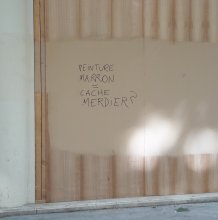 PEINTURE
MARRON
=
CACHE
MERDIER?